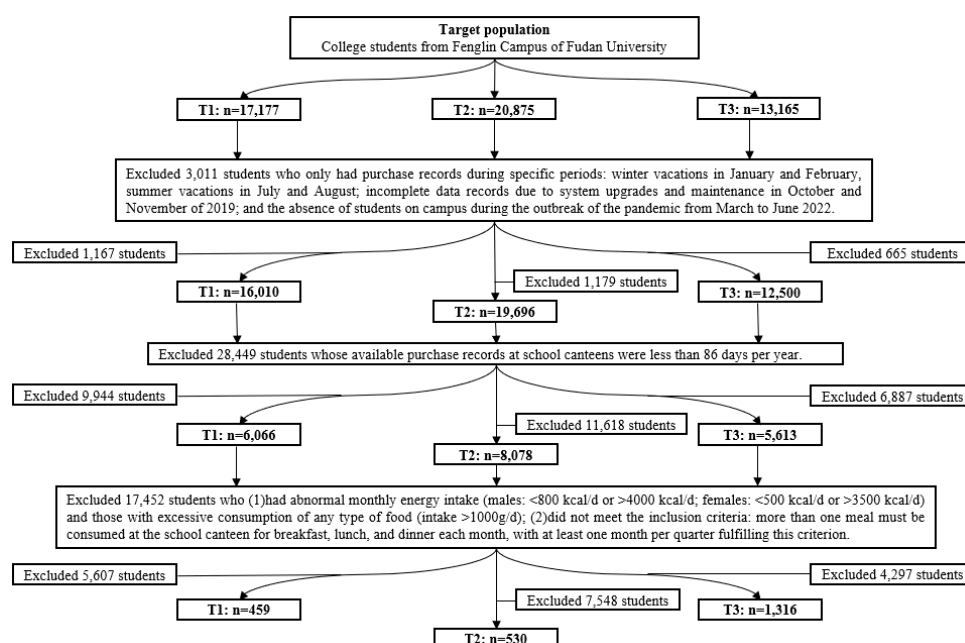 Target population
College students from Fenglin Campus of Fudan University
T1: n=17,177
T2: n=20,875
T3: n=13,165
Excluded 3,011 students who only had purchase records during specific periods: winter vacations in January and February,
summer vacations in July and August; incomplete data records due to system upgrades and maintenance in October and
November of 2019; and the absence of students on campus during the outbreak of the pandemic from March to June 2022.
Excluded 1,167 students
Excluded 665 students
Excluded 1,179 students
T1: n=16,010
T3: n=12,500
T2: n=19,696
Excluded 28,449 students whose available purchase records at school canteens were less than 86 days per year.
Excluded 9,944 students
Excluded 6,887 students
Excluded 11,618 students
T1: n=6,066
T3: n=5,613
T2: n=8,078
Excluded 17,452 students who (1)had abnormal monthly energy intake (males: <800 kcal/d or >4000 kcal/d; females: <500 kcal/d or >3500 kcal/d)
and those with excessive consumption of any type of food (intake >1000g/d); (2)did not meet the inclusion criteria: more than one meal must be
consumed at the school canteen for breakfast, lunch, and dinner each month, with at least one month per quarter fulfilling this criterion.
Excluded 5,607 students
Excluded 4,297 students
Excluded 7,548 students
T1: n=459
T3: n=1,316
T2: n=530